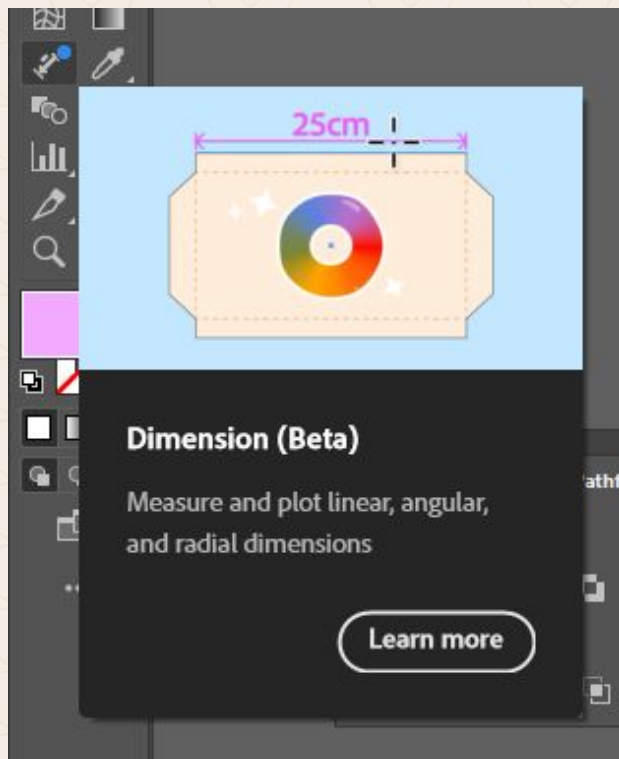 25cm
Dimension (Beta)
Measure and plot linear, angular,
and radial dimensions
Learn more